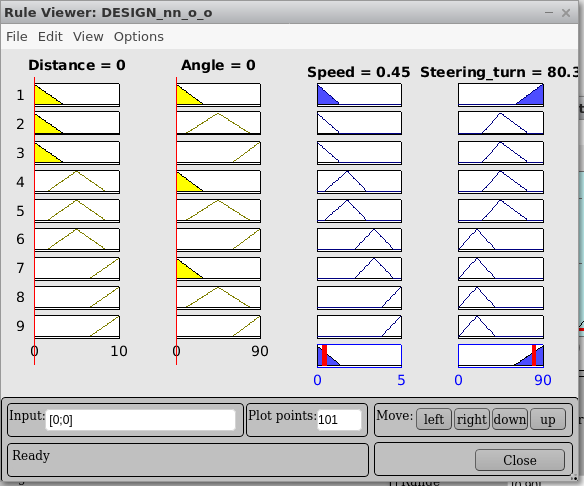 Rule Viewer: DESIGN_nn_o_o
File Edit View Options
Distance = 0 Angle = 0 Speed = 0.45 Steering_turn = 80.3
1
2
3
4
5
6
7
8
9
0 10 0 90
0 5 0 90
Input: [0;0] Plot points: 101 Move: left right down up
Ready Close